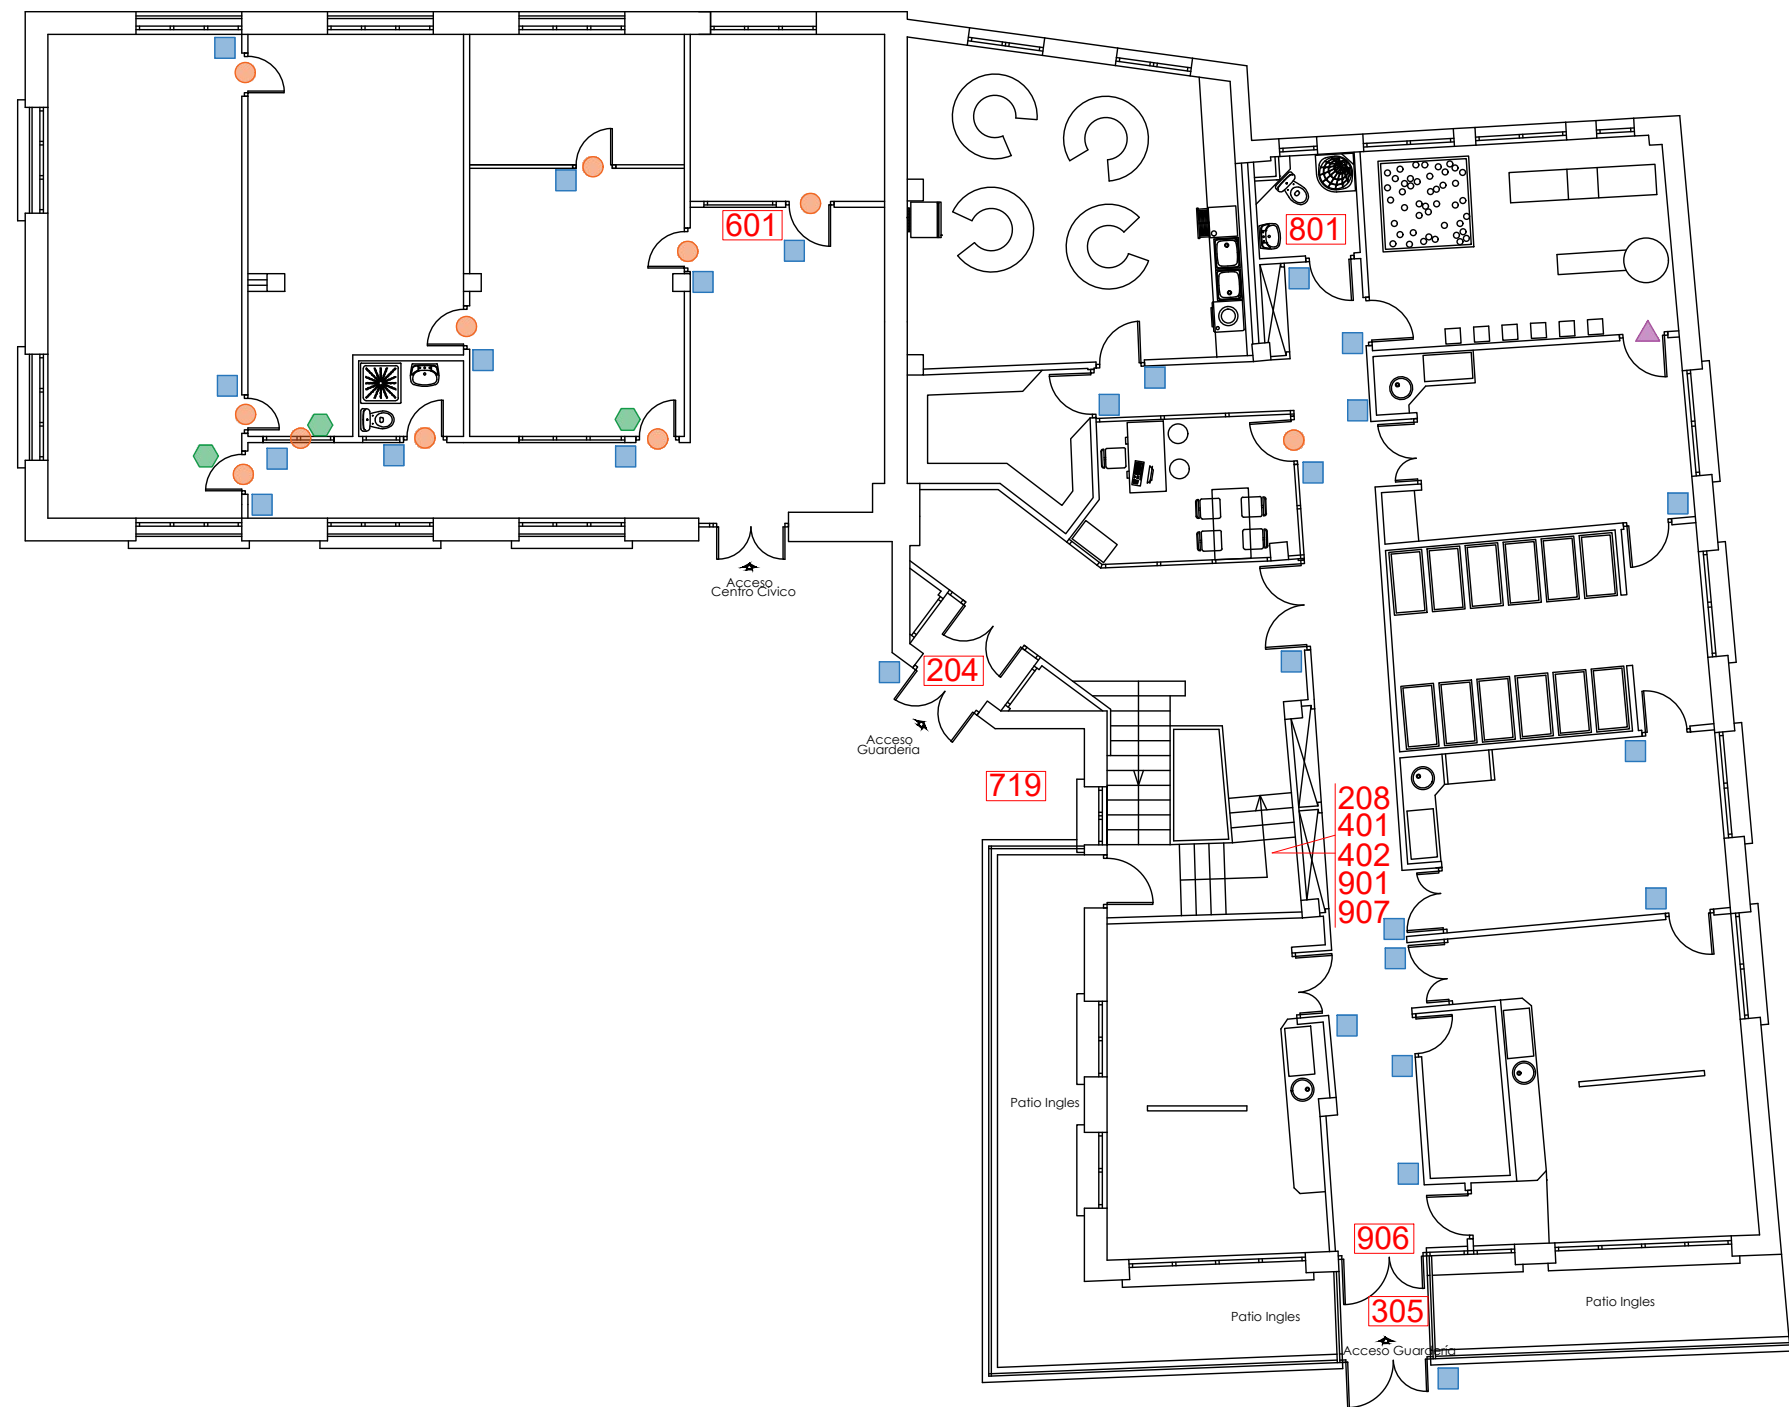 601
801
Acceso
Centro Civico
204
Acceso
Guarderia
719
208
401
402
901
907
Patio Ingles
906
305
Patio Ingles
Patio Ingles
Acceso Guardería